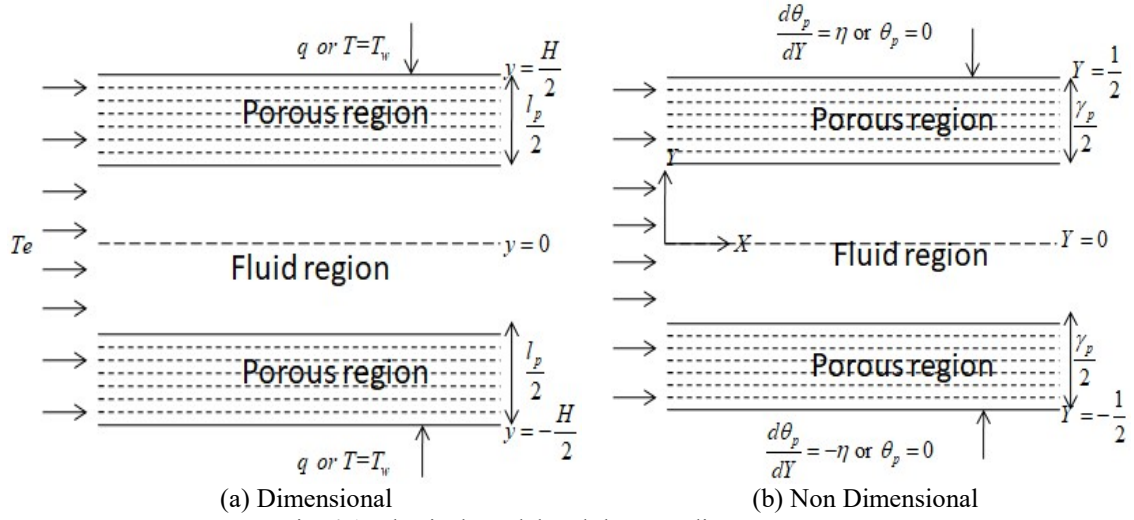 q or T=T_w
y = H/2
Porous region
l_p/2
Te
y = 0
Fluid region
Porous region
l_p/2
y = -H/2
q or T=T_w
(a) Dimensional
dθ_p/dY = η or θ_p = 0
Y = 1/2
Porous region
γ_p/2
Y
X
Y = 0
Fluid region
Porous region
γ_p/2
Y = -1/2
dθ_p/dY = -η or θ_p = 0
(b) Non Dimensional